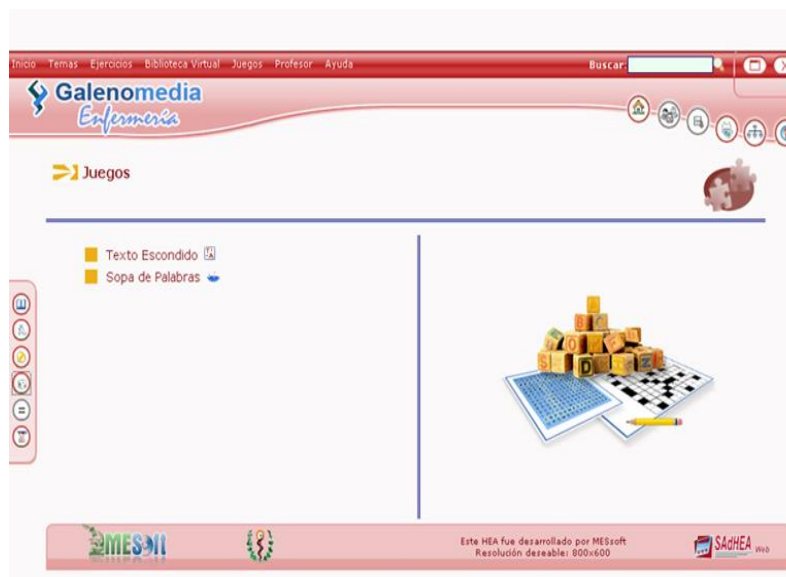 Inicio Temas Ejercicios Biblioteca Virtual Juegos Profesor Ayuda Buscar:
Galenomedia
Enfermería
Juegos
Texto Escondido
Sopa de Palabras
Este HEA fue desarrollado por MESsoft
Resolución deseable: 800x600
MESoft
SAdHEA Web